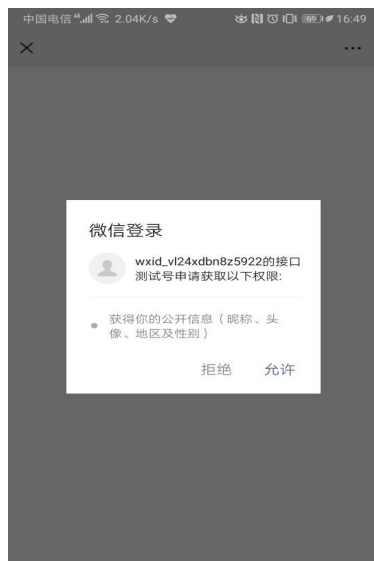 中国电信 4G 2.04K/s 69 16:49
微信登录
wxid_vl24xdbn8z5922的接口
测试号申请获取以下权限:
获得你的公开信息（昵称、头
像、地区及性别）
拒绝 允许